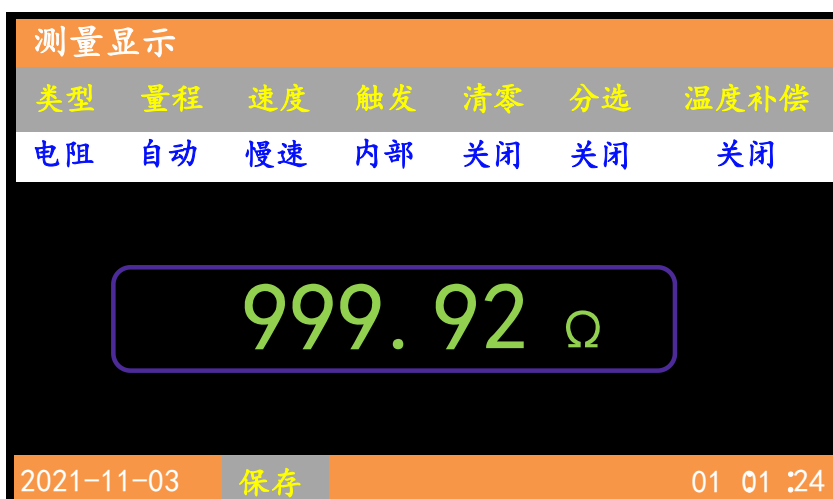 测量显示
类型 量程 速度 触发 清零 分选 温度补偿
电阻 自动 慢速 内部 关闭 关闭 关闭
999.92 Ω
2021-11-03 保存 01 01 :24